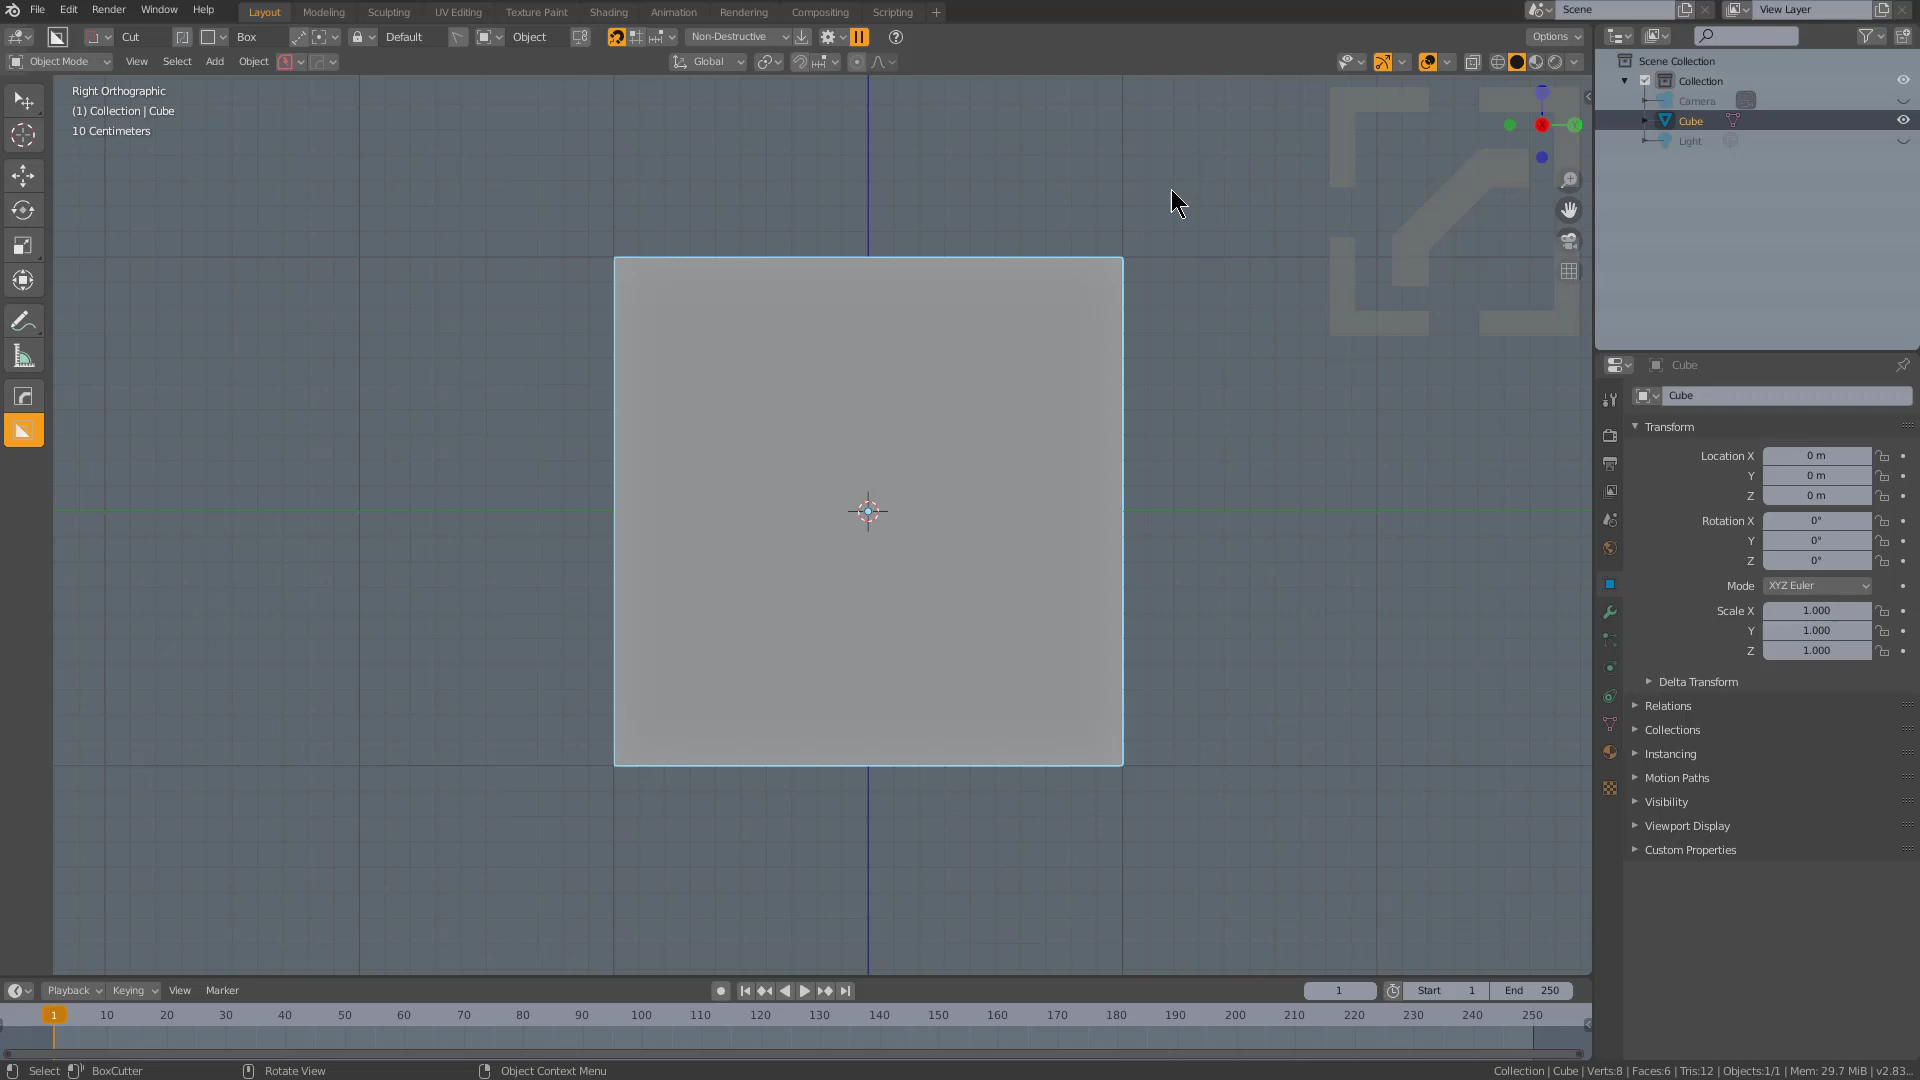 File Edit Render Window Help Layout Modeling Sculpting UV Editing Texture Paint Shading Animation Rendering Compositing Scripting + Scene View Layer
Cut Box Default Object Non-Destructive Options
Object Mode View Select Add Object Global
Right Orthographic
(1) Collection | Cube
10 Centimeters
Scene Collection
Collection
Camera
Cube
Light
Cube
Cube
Transform
Location X 0 m
Y 0 m
Z 0 m
Rotation X 0°
Y 0°
Z 0°
Mode XYZ Euler
Scale X 1.000
Y 1.000
Z 1.000
Delta Transform
Relations
Collections
Instancing
Motion Paths
Visibility
Viewport Display
Custom Properties
X
Y
Playback Keying View Marker 1 Start 1 End 250
1 10 20 30 40 50 60 70 80 90 100 110 120 130 140 150 160 170 180 190 200 210 220 230 240 250
Select BoxCutter Rotate View Object Context Menu Collection | Cube | Verts:8 | Faces:6 | Tris:12 | Objects:1/1 | Mem: 29.7 MiB | v2.83...